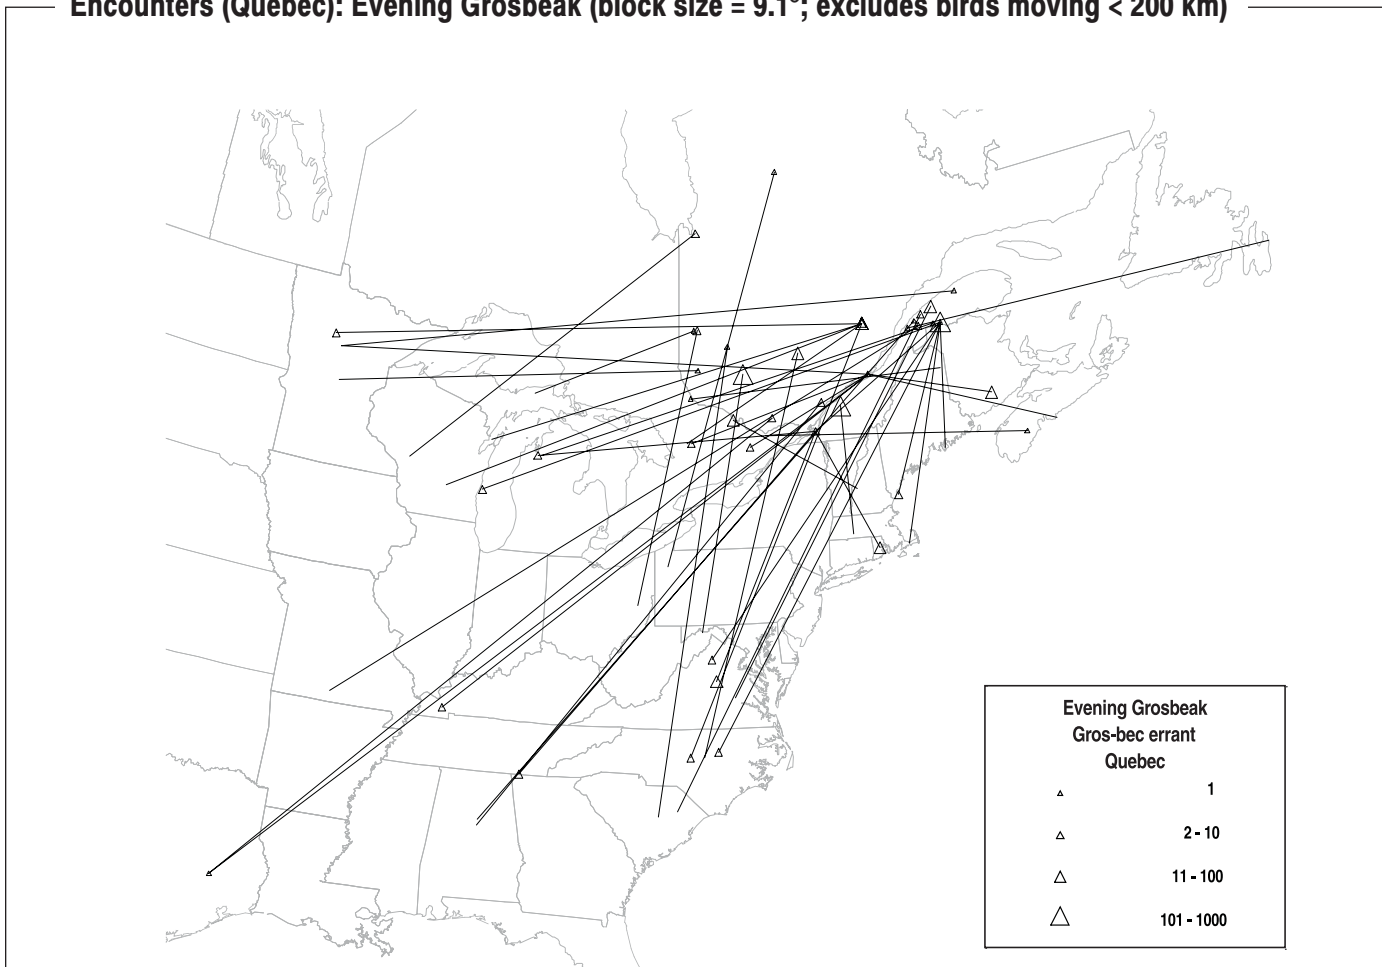 Encounters (Quebec): Evening Grosbeak (block size = 9.1°; excludes birds moving < 200 km)
Evening Grosbeak
Gros-bec errant
Quebec
1
2 - 10
11 - 100
101 - 1000